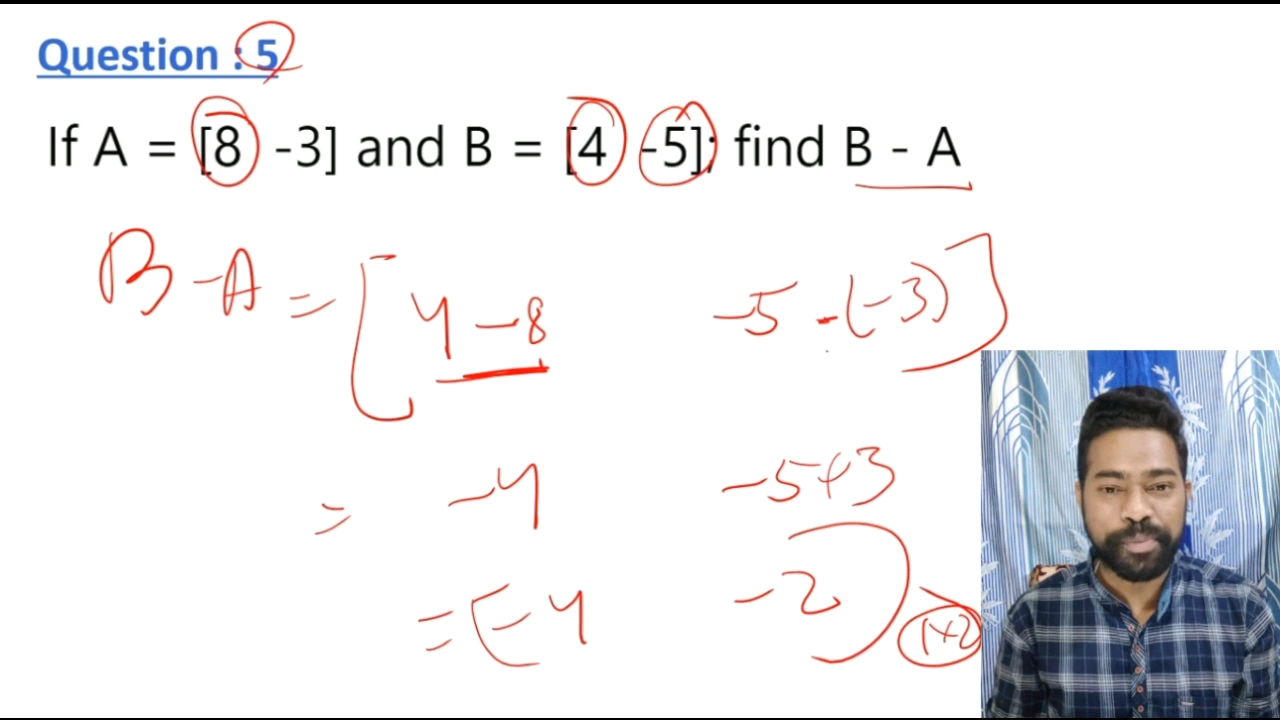 Question : 5
If A = [8 -3] and B = [4 -5]; find B - A
B - A = [4 - 8 -5 - (-3)]
= -4 -5+3
= [-4 -2]1×2